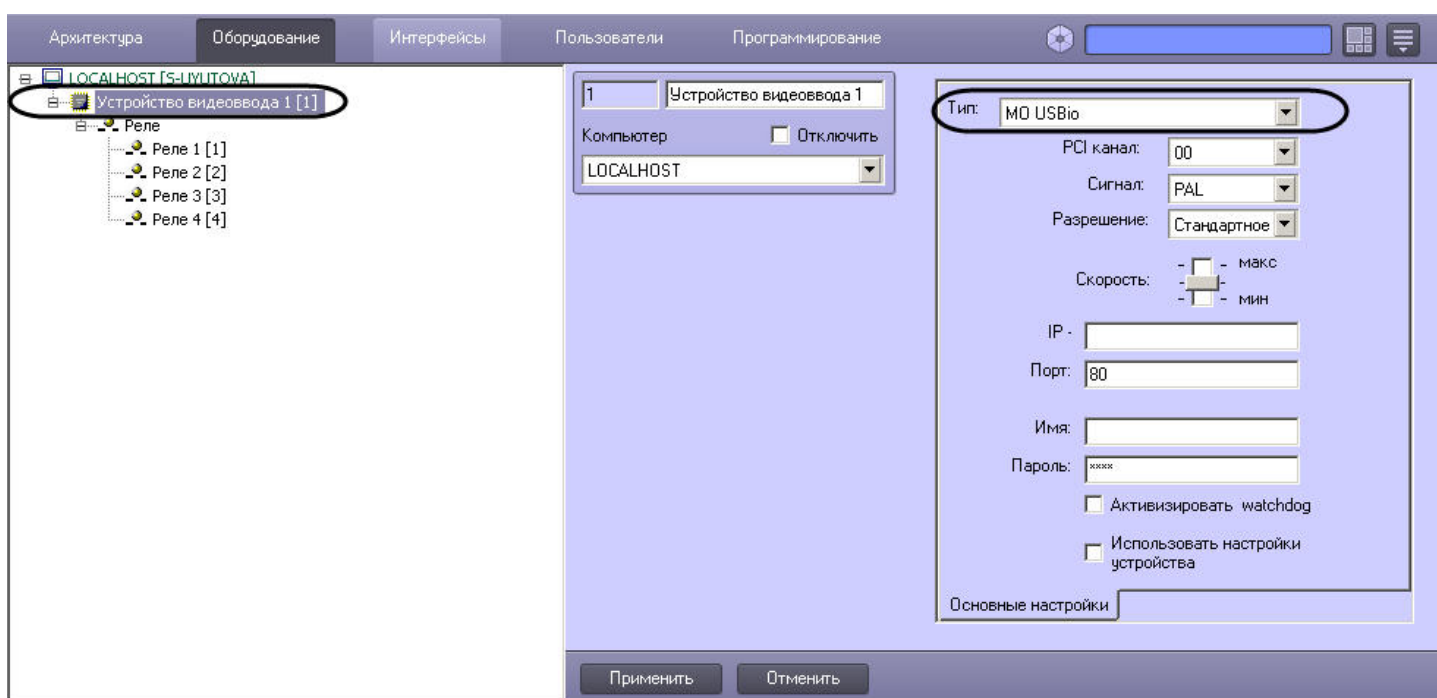 Архитектура Оборудование Интерфейсы Пользователи Программирование
LOCALHOST [S-UYUTOVA]
Устройство видеоввода 1 [1]
Реле
Реле 1 [1]
Реле 2 [2]
Реле 3 [3]
Реле 4 [4]
1 Устройство видеоввода 1
Компьютер Отключить
LOCALHOST
Тип: МО USBio
PCI канал: 00
Сигнал: PAL
Разрешение: Стандартное
Скорость: макс
мин
IP -
Порт: 80
Имя:
Пароль: ****
Активизировать watchdog
Использовать настройки
устройства
Основные настройки
Применить Отменить